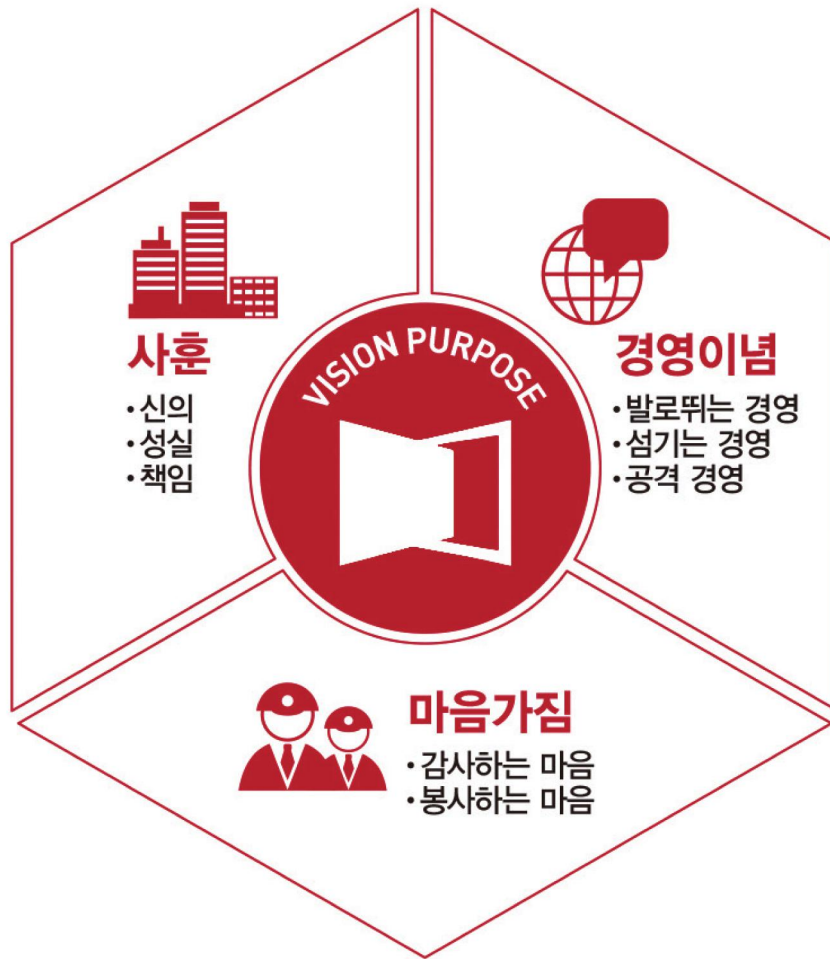 VISION PURPOSE
사훈
·신의
·성실
·책임
경영이념
·발로뛰는 경영
·섬기는 경영
·공격 경영
마음가짐
·감사하는 마음
·봉사하는 마음